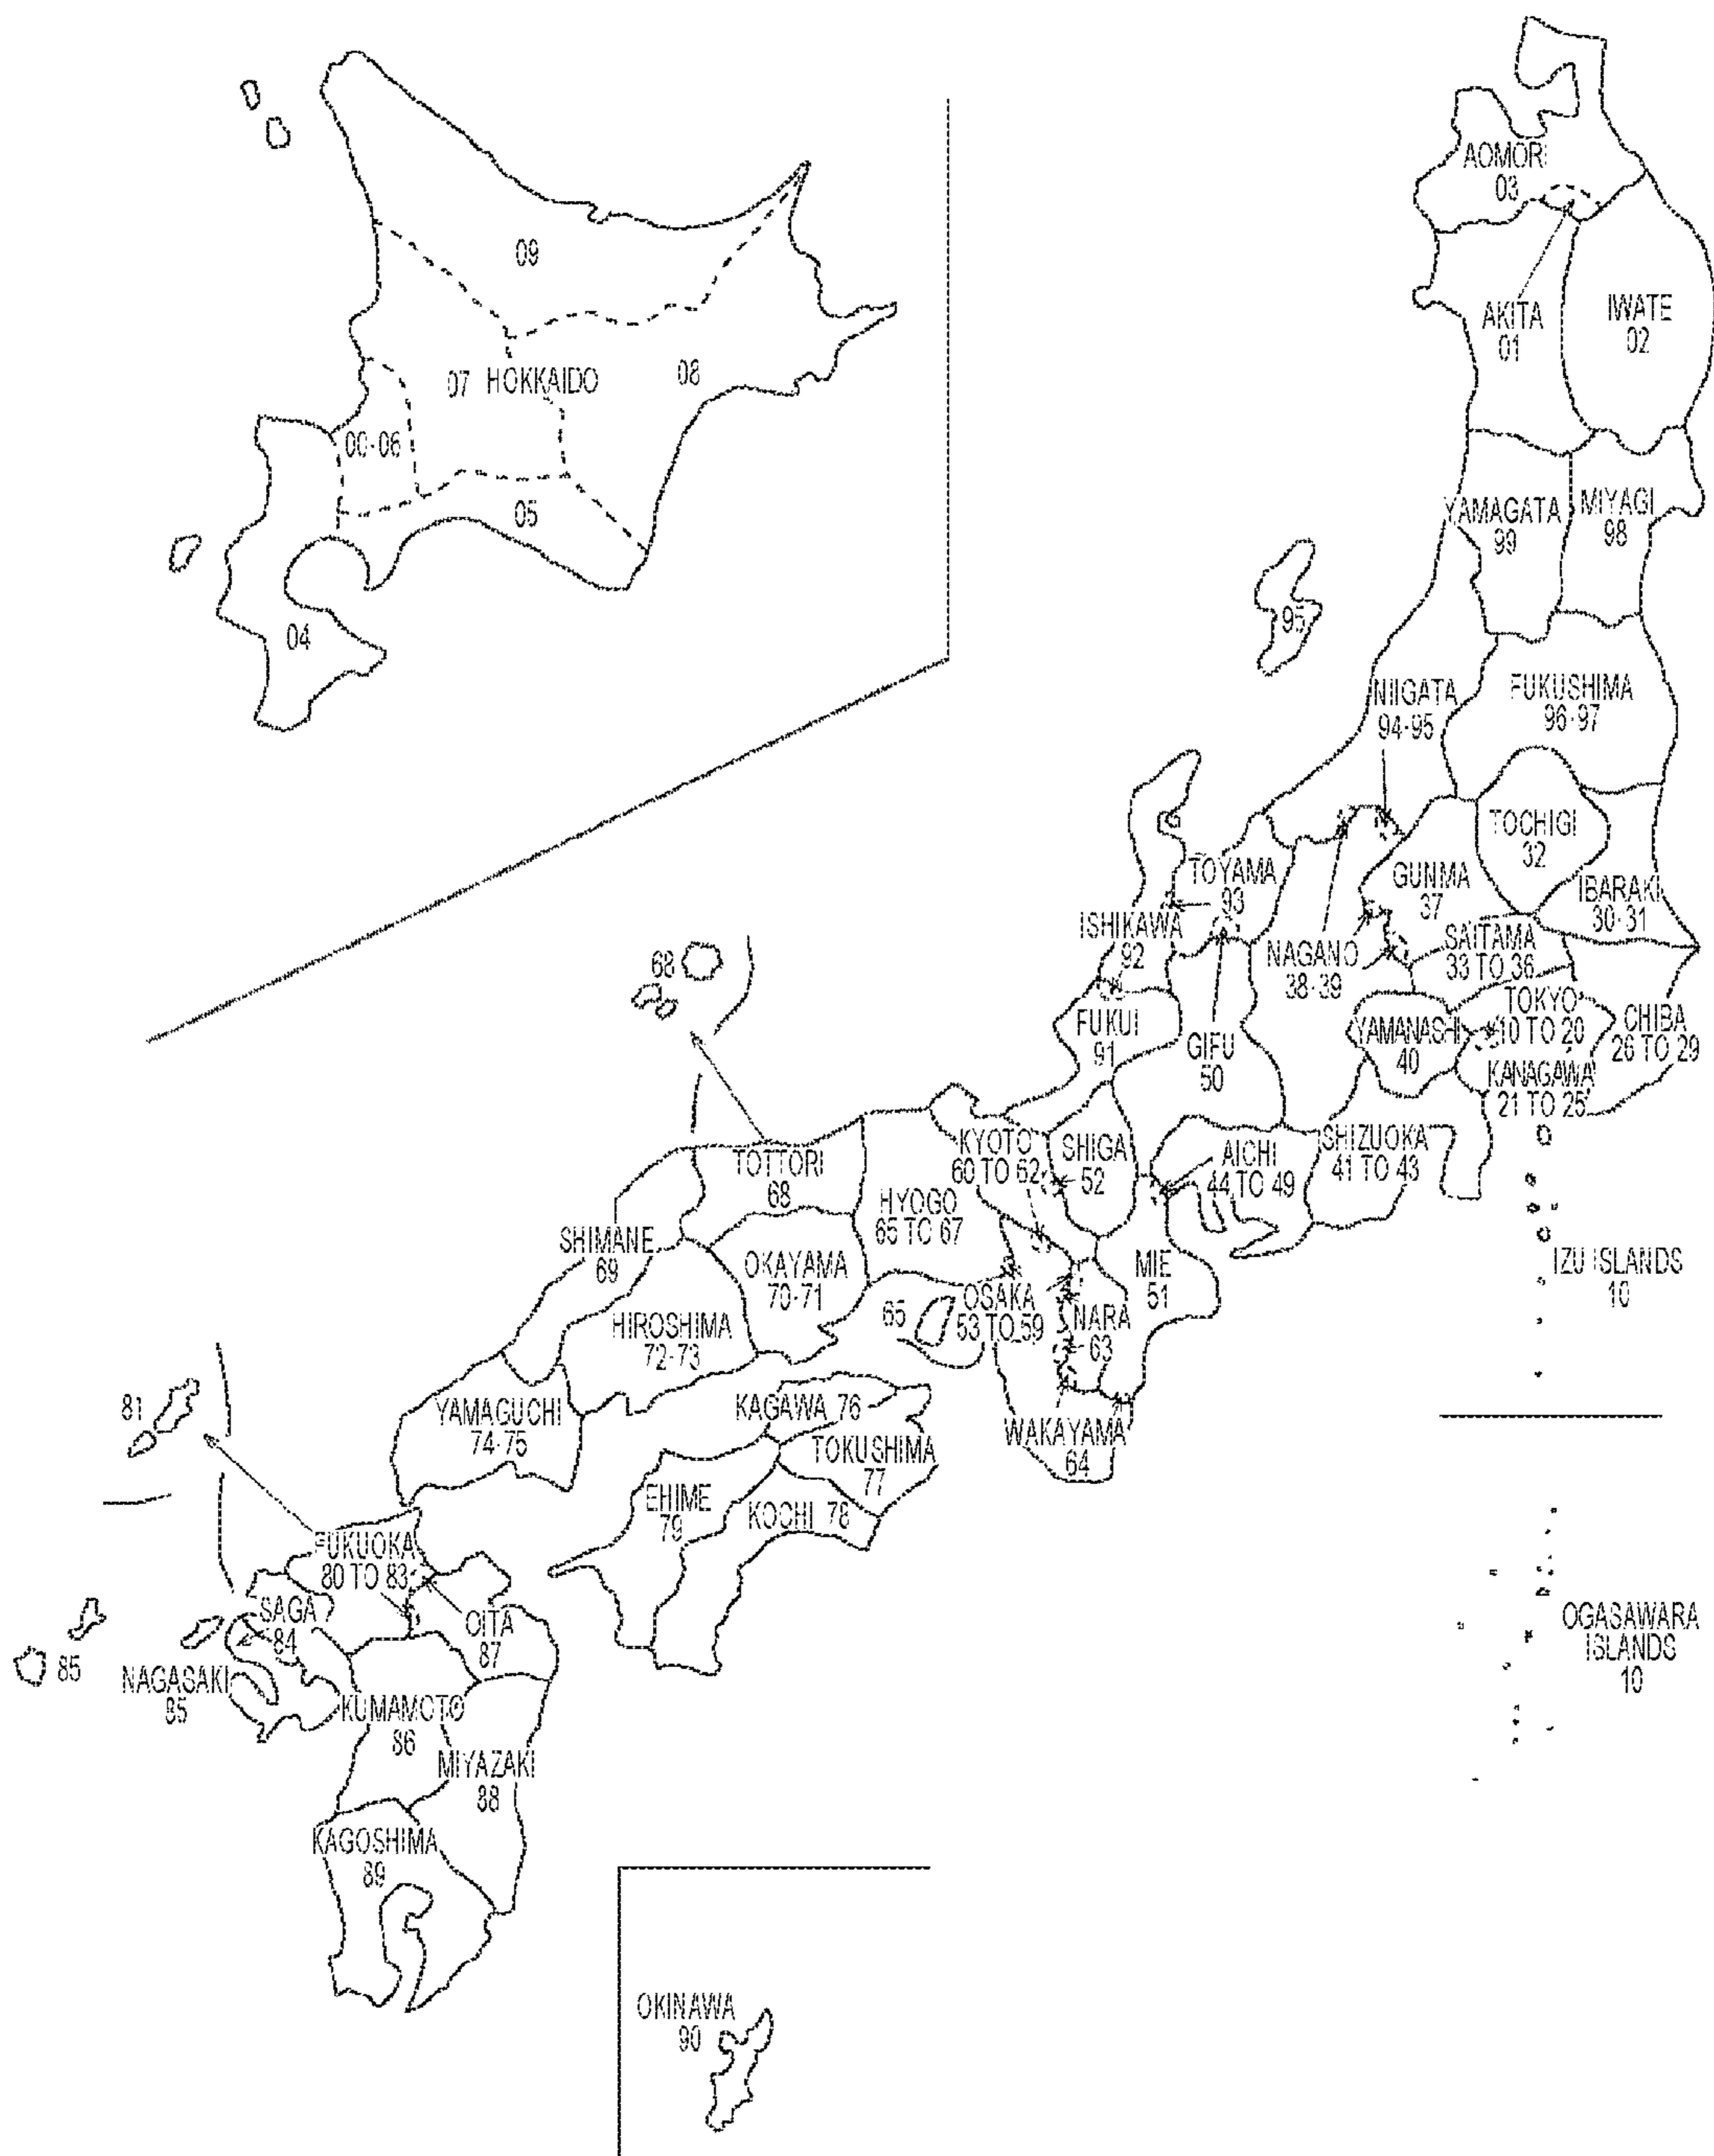 09
07 HOKKAIDO
08
00-06
05
04
AOMORI
03
AKITA
01
IWATE
02
YAMAGATA
99
MIYAGI
98
95
NIIGATA
94-95
FUKUSHIMA
96-97
TOCHIGI
32
GUNMA
37
IBARAKI
30-31
TOYAMA
93
ISHIKAWA
92
NAGANO
38-39
SAITAMA
33 TO 36
TOKYO
10 TO 20
CHIBA
26 TO 29
YAMANASHI
40
KANAGAWA
21 TO 25
FUKUI
91
GIFU
50
68
TOTTORI
68
KYOTO
60 TO 62
SHIGA
52
AICHI
44 TO 49
SHIZUOKA
41 TO 43
HYOGO
65 TO 67
SHIMANE
69
OKAYAMA
70-71
MIE
51
IZU ISLANDS
10
HIROSHIMA
72-73
65
OSAKA
53 TO 59
NARA
63
81
YAMAGUCHI
74-75
KAGAWA 76
TOKUSHIMA
77
WAKAYAMA
64
EHIME
79
KOCHI 78
FUKUOKA
80 TO 83
SAGA
84
OITA
87
85
NAGASAKI
85
KUMAMOTO
86
MIYAZAKI
88
KAGOSHIMA
89
OGASAWARA
ISLANDS
10
OKINAWA
90